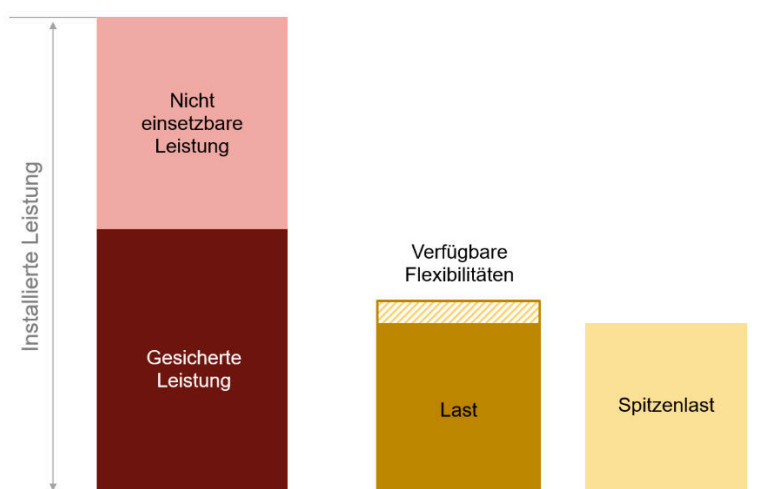 Installierte Leistung
Nicht
einsetzbare
Leistung
Gesicherte
Leistung
Verfügbare
Flexibilitäten
Last
Spitzenlast